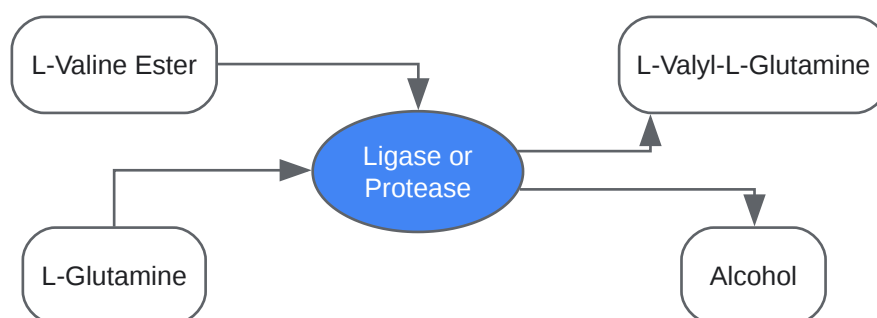 L-Valine Ester
L-Valyl-L-Glutamine
Ligase or
Protease
L-Glutamine
Alcohol